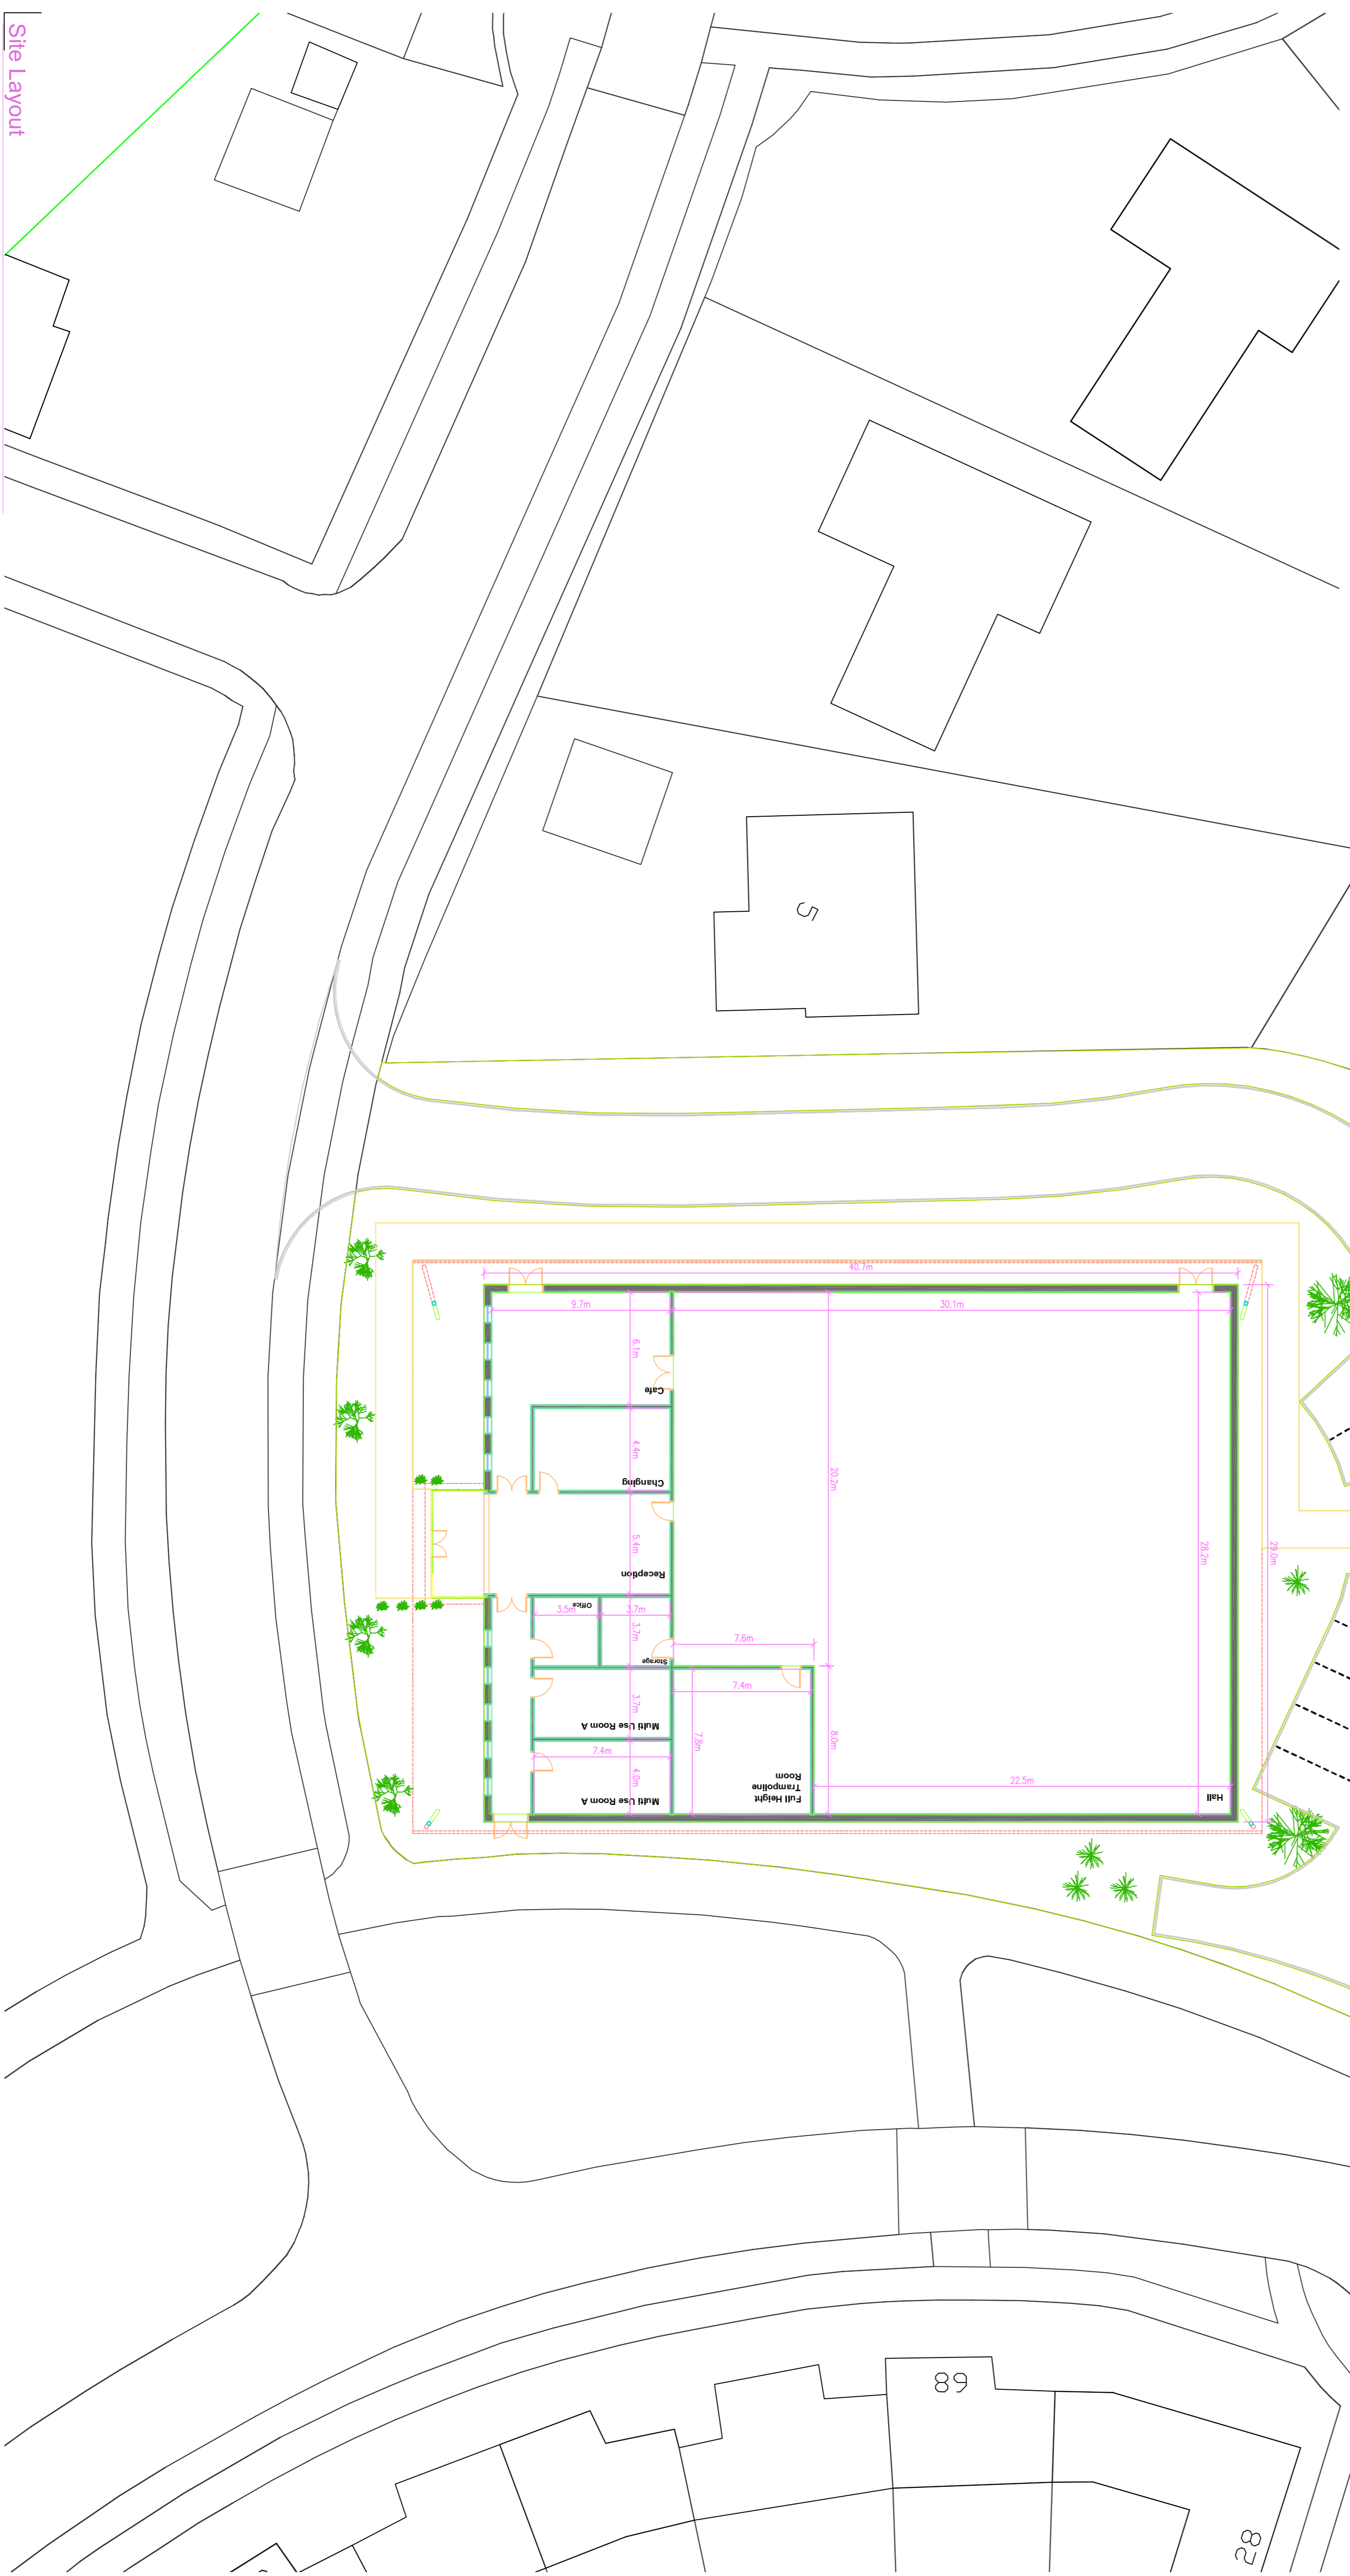 Site Layout
5
40.7m
9.7m
30.1m
6.1m
Cafe
4.4m
Changing
20.2m
5.4m
Reception
28.2m
29.0m
Office
3.5m
3.7m
3.7m
Storage
7.6m
7.4m
3.7m
Multi Use Room A
7.8m
8.0m
7.4m
4.0m
Multi Use Room A
Full Height
Trampoline
Room
22.5m
Hall
68